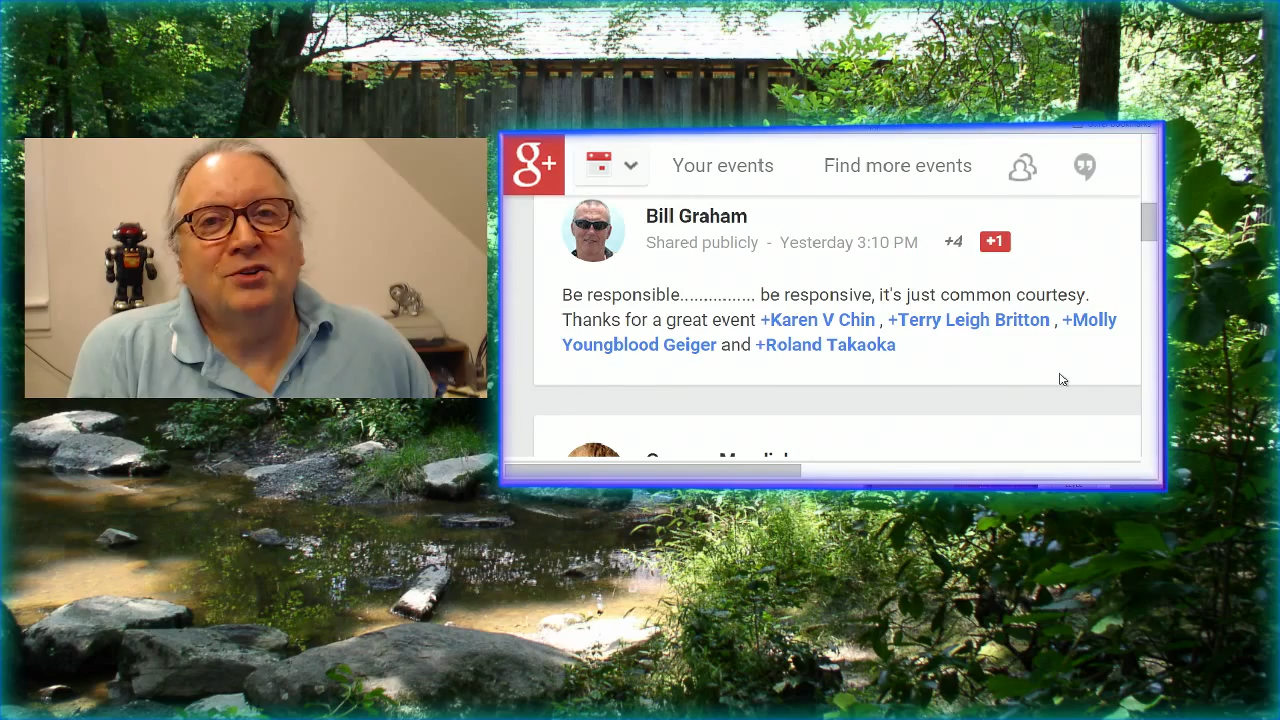 g+ Your events Find more events
Bill Graham
Shared publicly - Yesterday 3:10 PM +4 +1
Be responsible................ be responsive, it's just common courtesy.
Thanks for a great event +Karen V Chin , +Terry Leigh Britton , +Molly
Youngblood Geiger and +Roland Takaoka